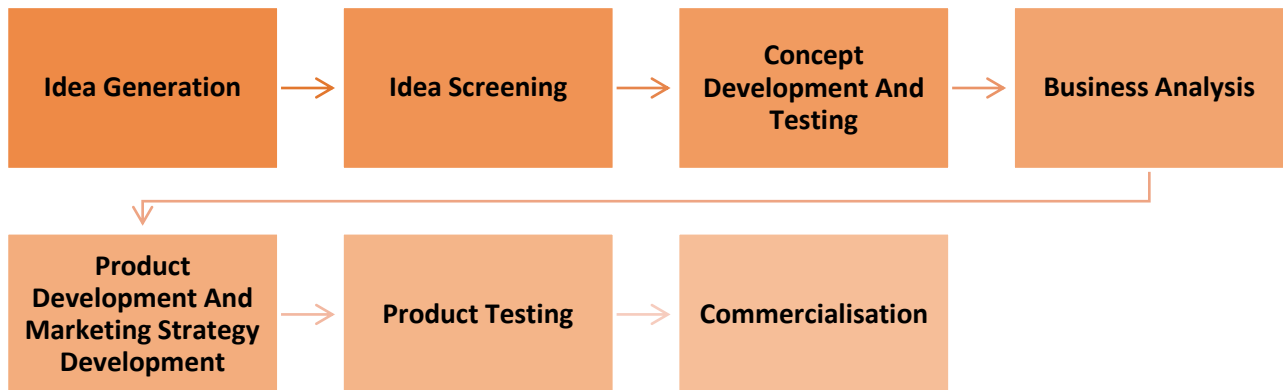 Idea Generation
Idea Screening
Concept
Development And
Testing
Business Analysis
Product
Development And
Marketing Strategy
Development
Product Testing
Commercialisation